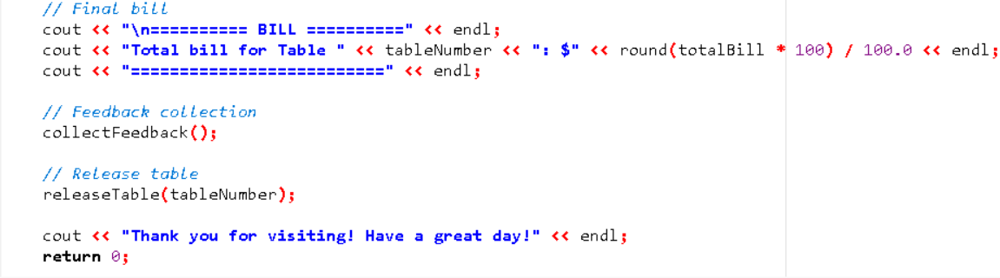 // Final bill
cout << "\n========== BILL ==========" << endl;
cout << "Total bill for Table " << tableNumber << ": $" << round(totalBill * 100) / 100.0 << endl;
cout << "==========================" << endl;
// Feedback collection
collectFeedback();
// Release table
releaseTable(tableNumber);
cout << "Thank you for visiting! Have a great day!" << endl;
return 0;